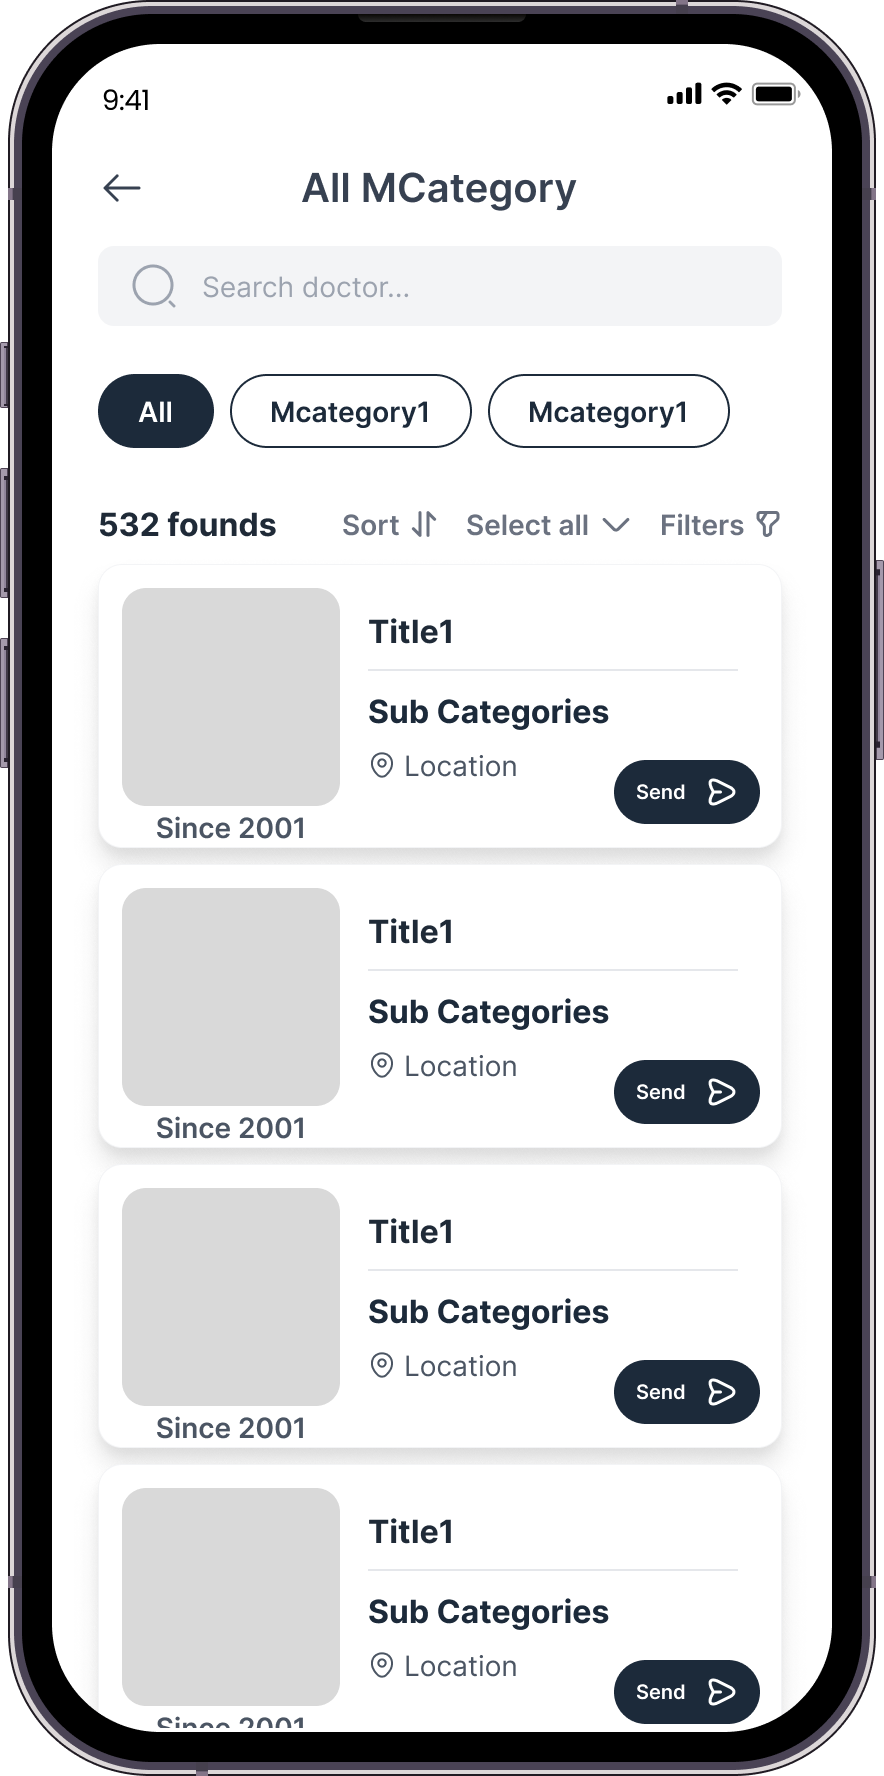 9:41
All MCategory
Search doctor...
All Mcategory1 Mcategory1
532 founds Sort Select all Filters
Title1
Sub Categories
Location
Send
Since 2001
Title1
Sub Categories
Location
Send
Since 2001
Title1
Sub Categories
Location
Send
Since 2001
Title1
Sub Categories
Location
Send
Since 2001